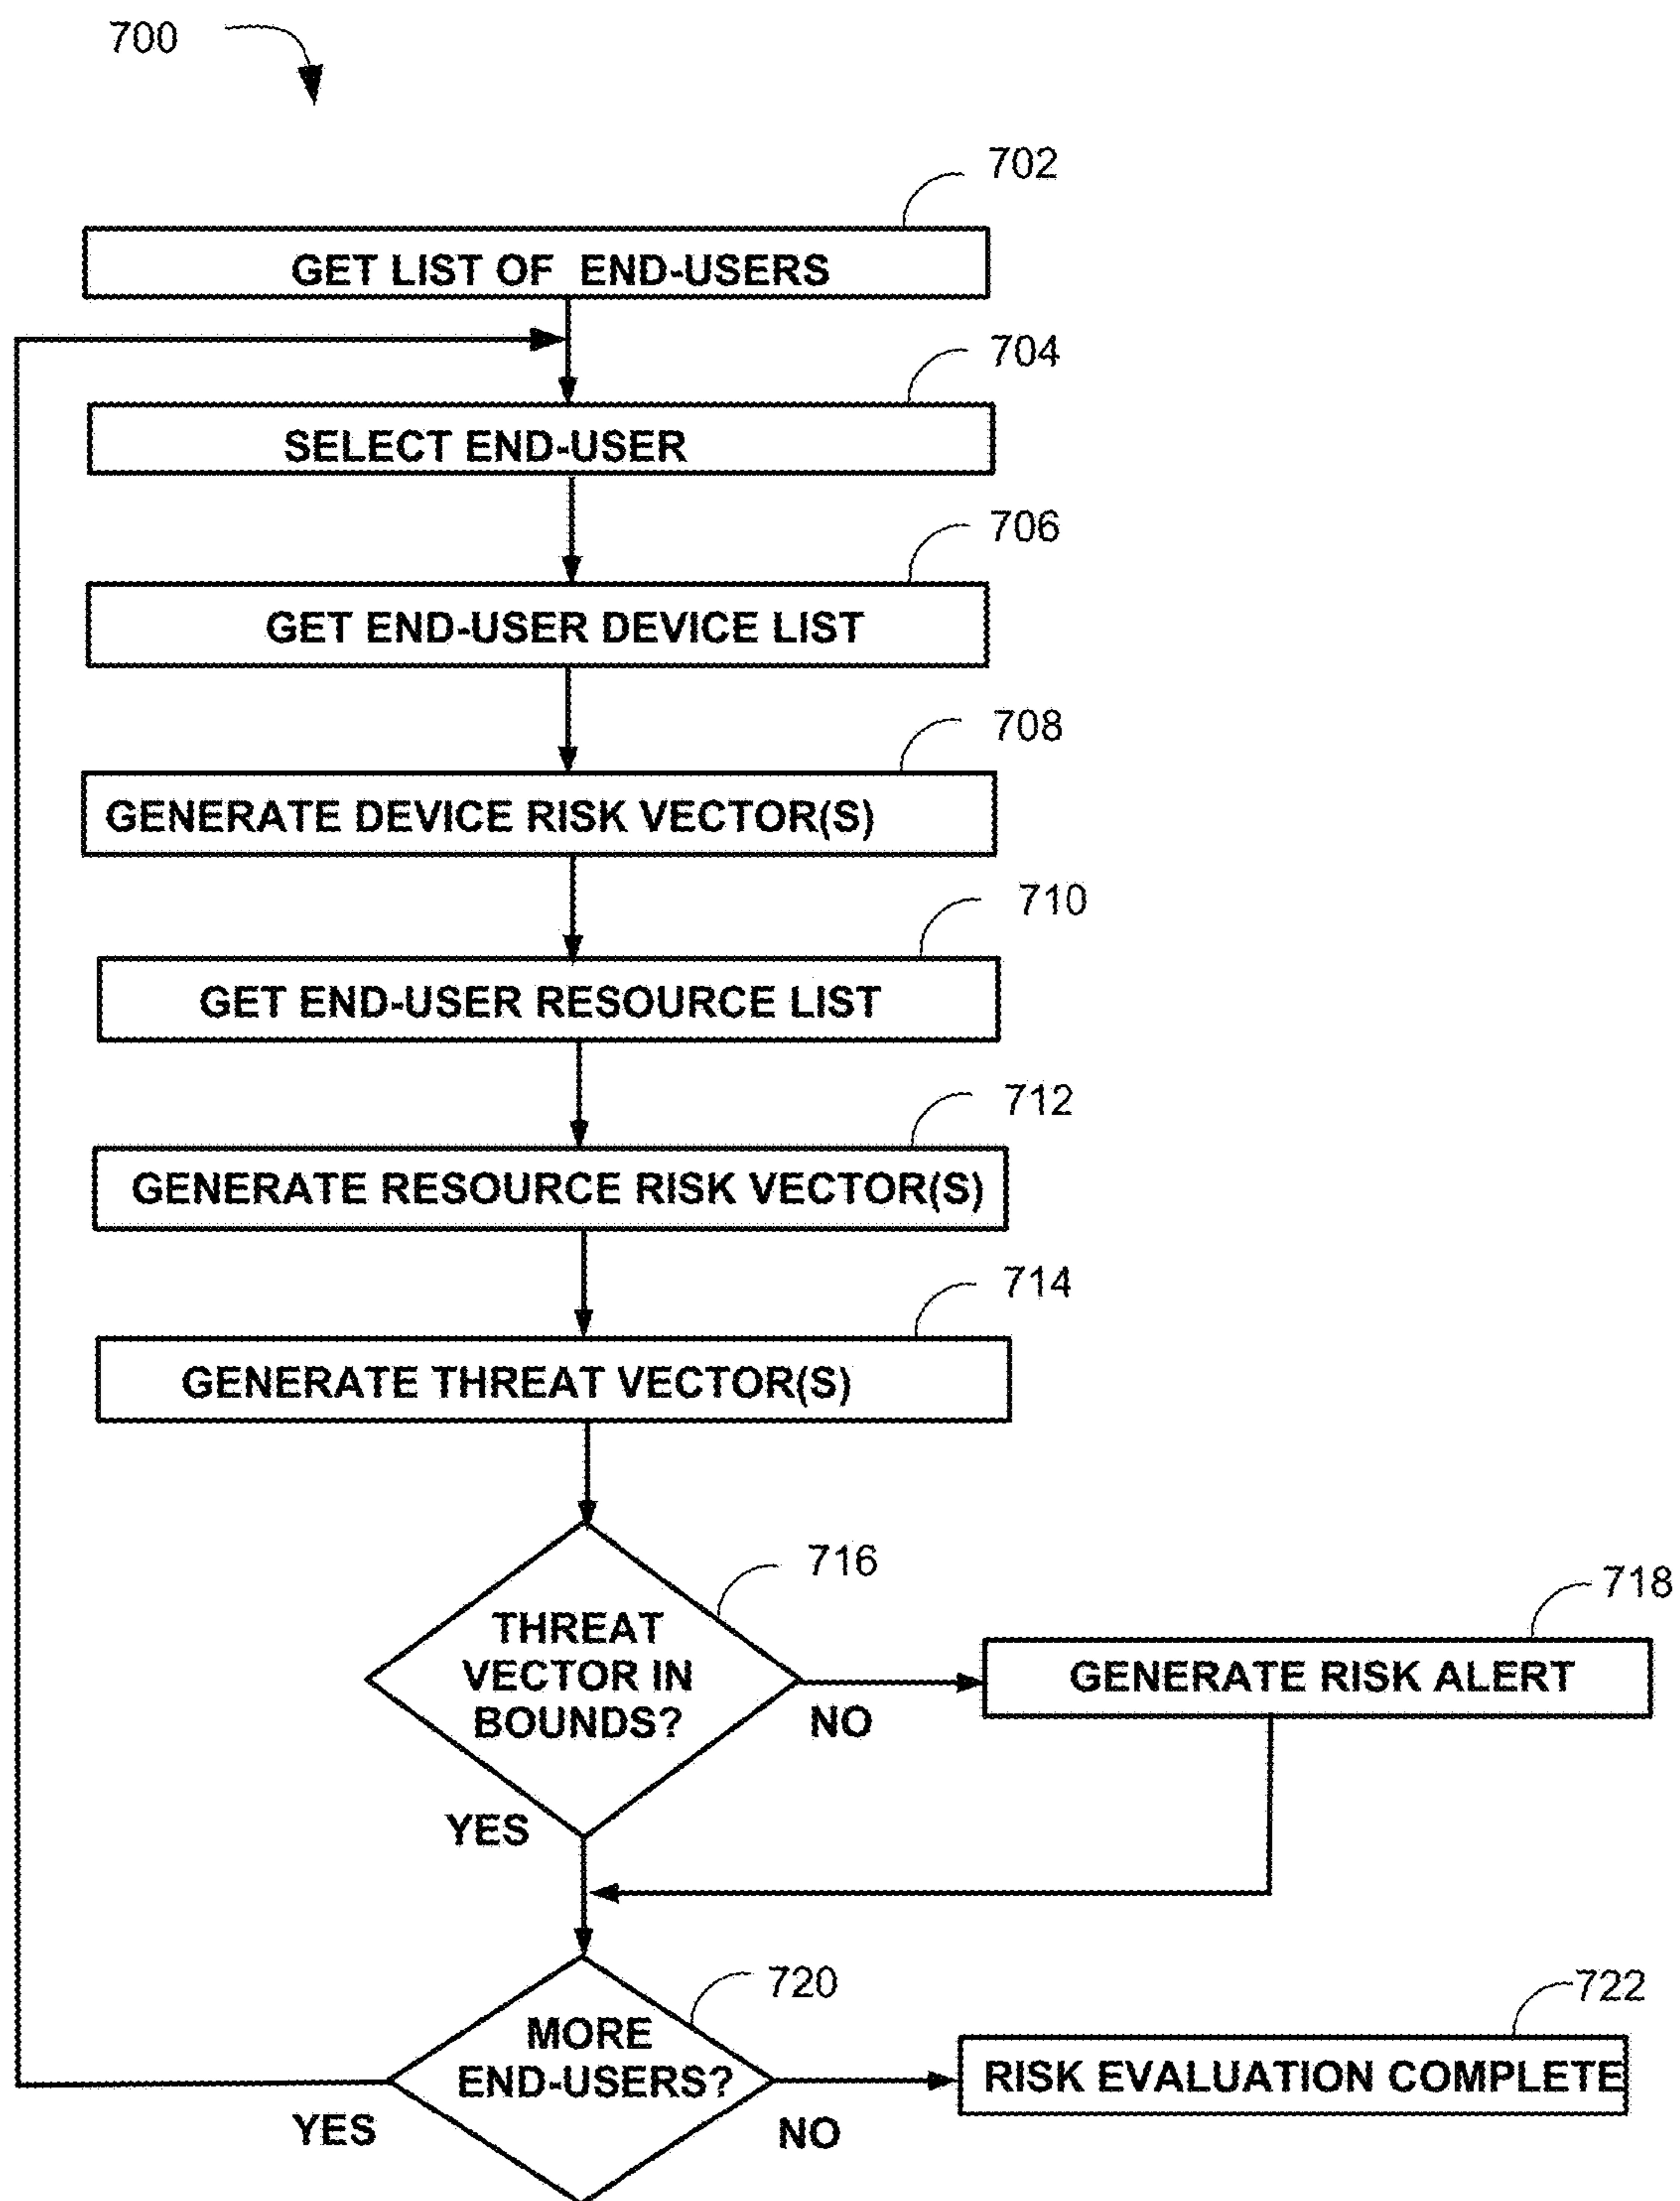 700
702
GET LIST OF END-USERS
704
SELECT END-USER
706
GET END-USER DEVICE LIST
708
GENERATE DEVICE RISK VECTOR(S)
710
GET END-USER RESOURCE LIST
712
GENERATE RESOURCE RISK VECTOR(S)
714
GENERATE THREAT VECTOR(S)
716
THREAT
VECTOR IN
BOUNDS?
NO
718
GENERATE RISK ALERT
YES
720
MORE
END-USERS?
YES
NO
722
RISK EVALUATION COMPLETE